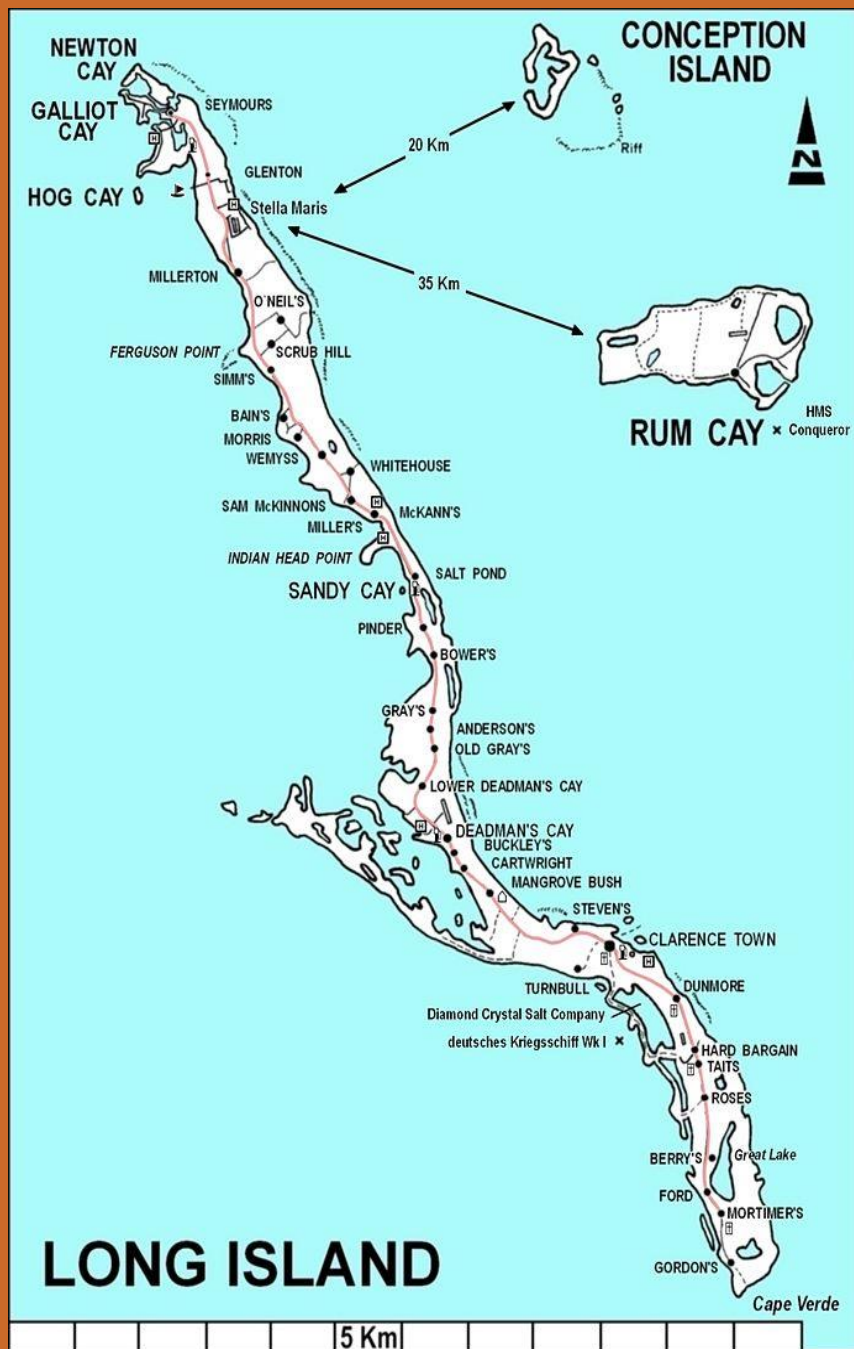 NEWTON
CAY
CONCEPTION
ISLAND
GALLIOT
CAY
SEYMOURS
20 Km
Riff
N
GLENTON
HOG CAY
Stella Maris
H
H
35 Km
MILLERTON
O'NEIL'S
FERGUSON POINT
SCRUB HILL
SIMM'S
BAIN'S
MORRIS
WEMYSS
RUM CAY
HMS
Conqueror
WHITEHOUSE
SAM McKINNONS
H
McKANN'S
MILLER'S
H
INDIAN HEAD POINT
SALT POND
SANDY CAY
PINDER
BOWER'S
GRAY'S
ANDERSON'S
OLD GRAY'S
LOWER DEADMAN'S CAY
H
DEADMAN'S CAY
BUCKLEY'S
CARTWRIGHT
MANGROVE BUSH
STEVEN'S
CLARENCE TOWN
H
TURNBULL
DUNMORE
Diamond Crystal Salt Company
deutsches Kriegsschiff Wk I
HARD BARGAIN
TAITS
ROSES
BERRY'S
Great Lake
FORD
MORTIMER'S
GORDON'S
LONG ISLAND
Cape Verde
5 Km